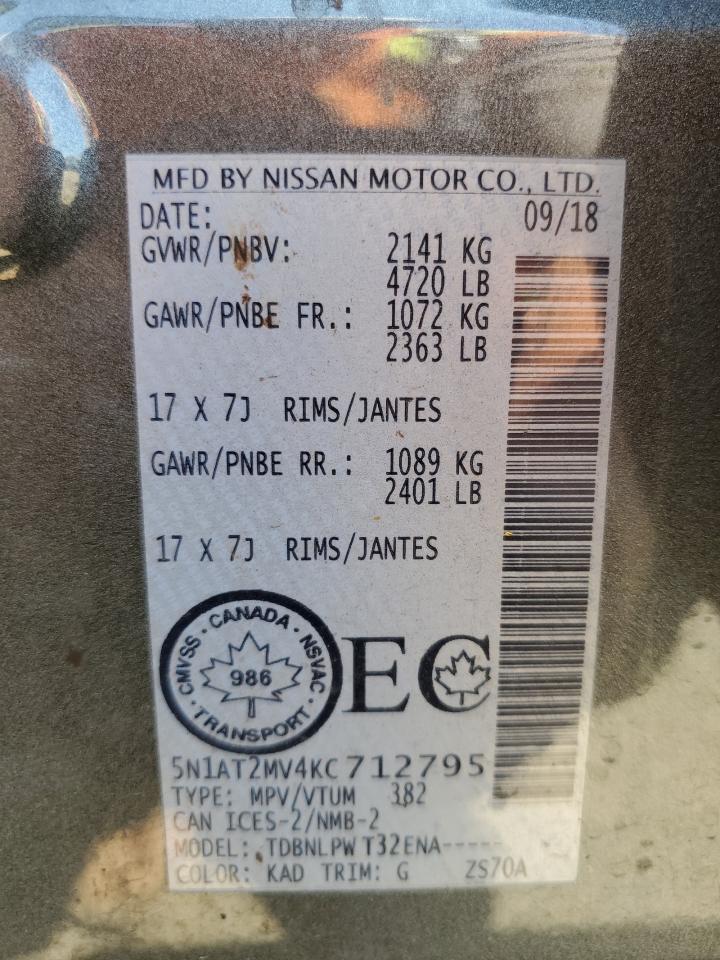 MFD BY NISSAN MOTOR CO., LTD.
DATE: 09/18
GVWR/PNBV: 2141 KG
4720 LB
GAWR/PNBE FR.: 1072 KG
2363 LB
17 X 7J RIMS/JANTES
GAWR/PNBE RR.: 1089 KG
2401 LB
17 X 7J RIMS/JANTES
CMVSS · CANADA · NSVAC · TRANSPORT ·
986
EC
5N1AT2MV4KC712795
TYPE: MPV/VTUM 382
CAN ICES-2/NMB-2
MODEL: TDBNLPW T32ENA-----
COLOR: KAD TRIM: G ZS70A